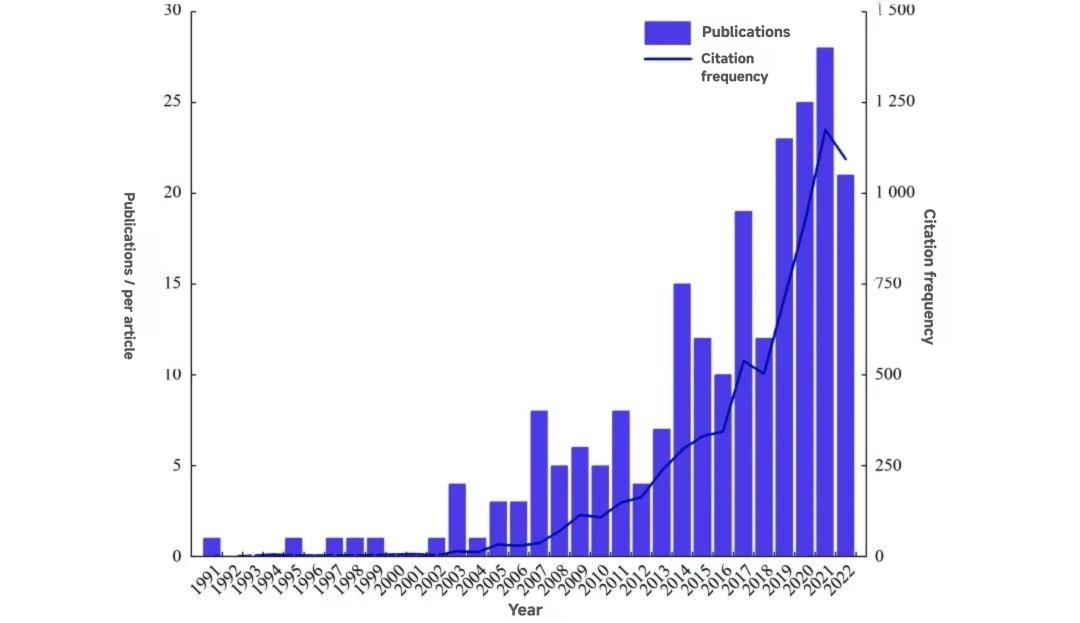 30
25
20
15
10
5
0
Publications / per article
Publications
Citation
frequency
1 500
1 250
1 000
750
500
250
0
Citation frequency
1991 1992 1993 1994 1995 1996 1997 1998 1999 2000 2001 2002 2003 2004 2005 2006 2007 2008 2009 2010 2011 2012 2013 2014 2015 2016 2017 2018 2019 2020 2021 2022
Year